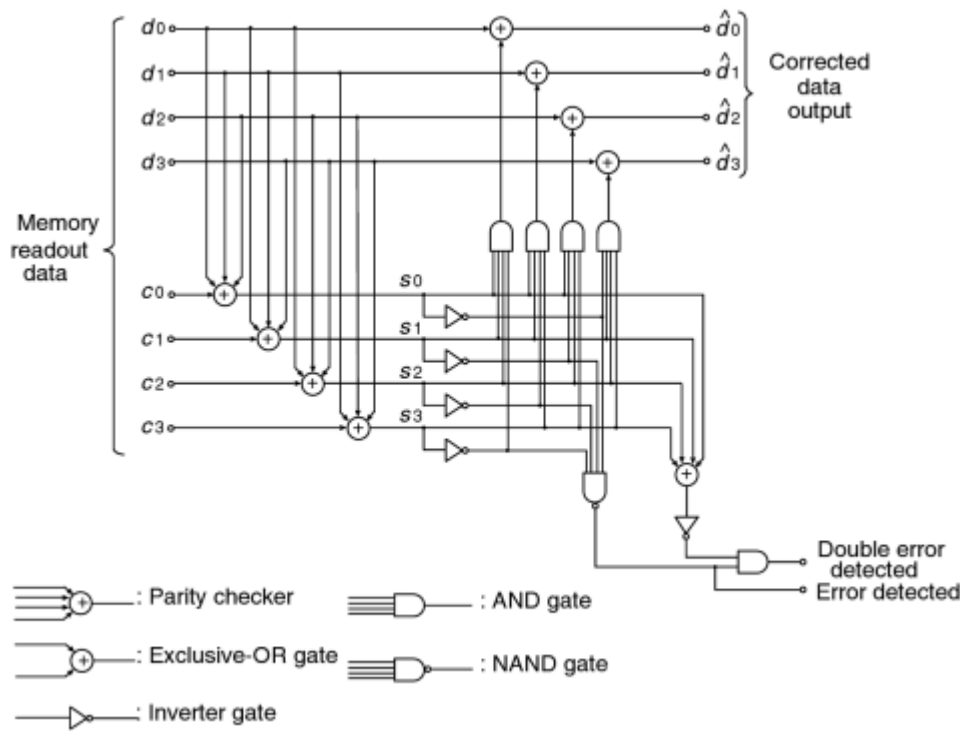 d0
d̂0
d1
d̂1
Corrected
data
output
d2
d̂2
d3
d̂3
Memory
readout
data
c0
s0
c1
s1
c2
s2
c3
s3
Double error
detected
Error detected
: Parity checker
: AND gate
: Exclusive-OR gate
: NAND gate
: Inverter gate